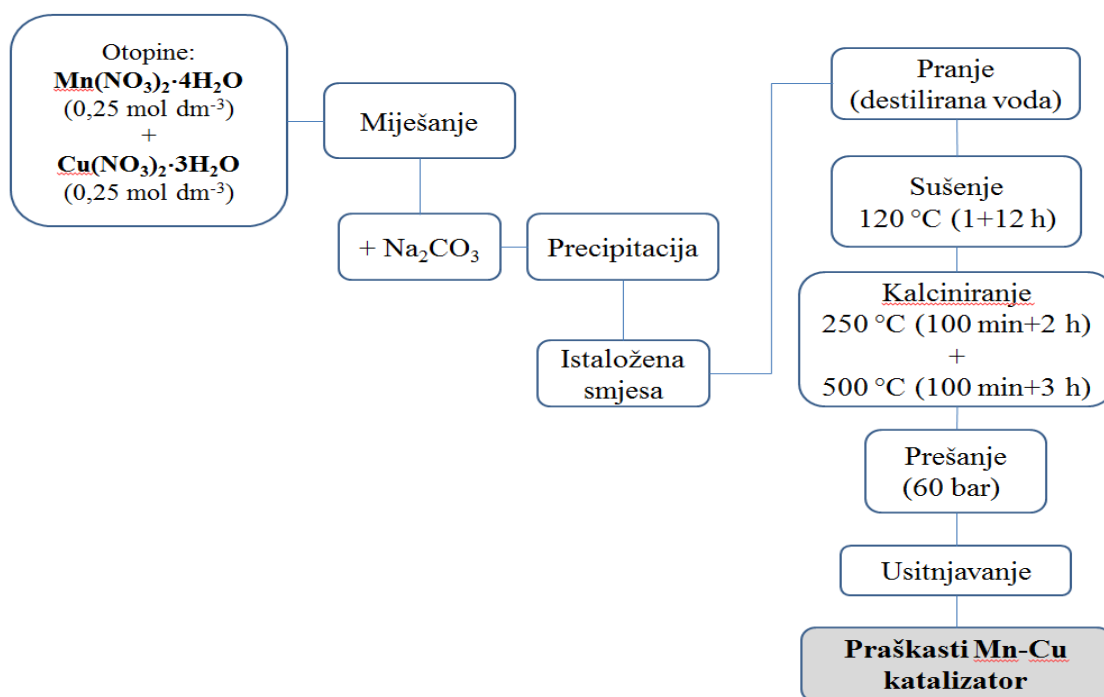 Otopine:
Mn(NO₃)₂·4H₂O
(0,25 mol dm⁻³)
+
Cu(NO₃)₂·3H₂O
(0,25 mol dm⁻³)
Miješanje
+ Na₂CO₃
Precipitacija
Istaložena
smjesa
Pranje
(destilirana voda)
Sušenje
120 °C (1+12 h)
Kalciniranje
250 °C (100 min+2 h)
+
500 °C (100 min+3 h)
Prešanje
(60 bar)
Usitnjavanje
Praškasti Mn-Cu
katalizator